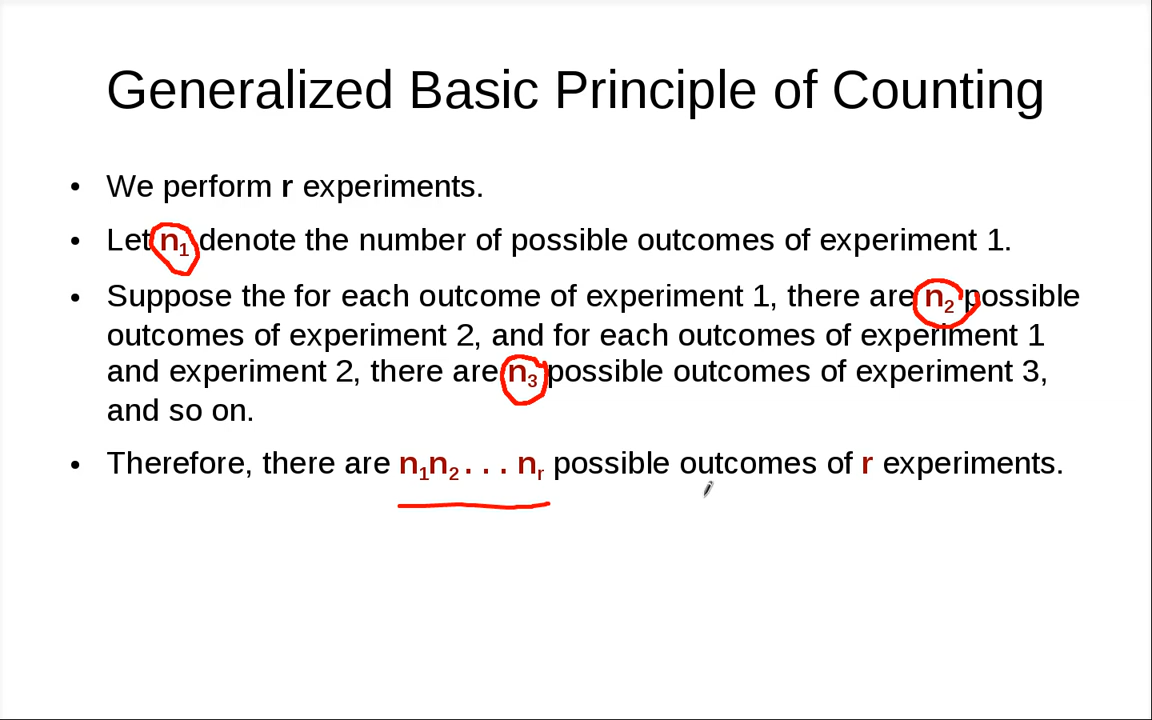 Generalized Basic Principle of Counting
• We perform r experiments.
• Let n₁ denote the number of possible outcomes of experiment 1.
• Suppose the for each outcome of experiment 1, there are n₂ possible
outcomes of experiment 2, and for each outcomes of experiment 1
and experiment 2, there are n₃ possible outcomes of experiment 3,
and so on.
• Therefore, there are n₁n₂. . . nᵣ possible outcomes of r experiments.